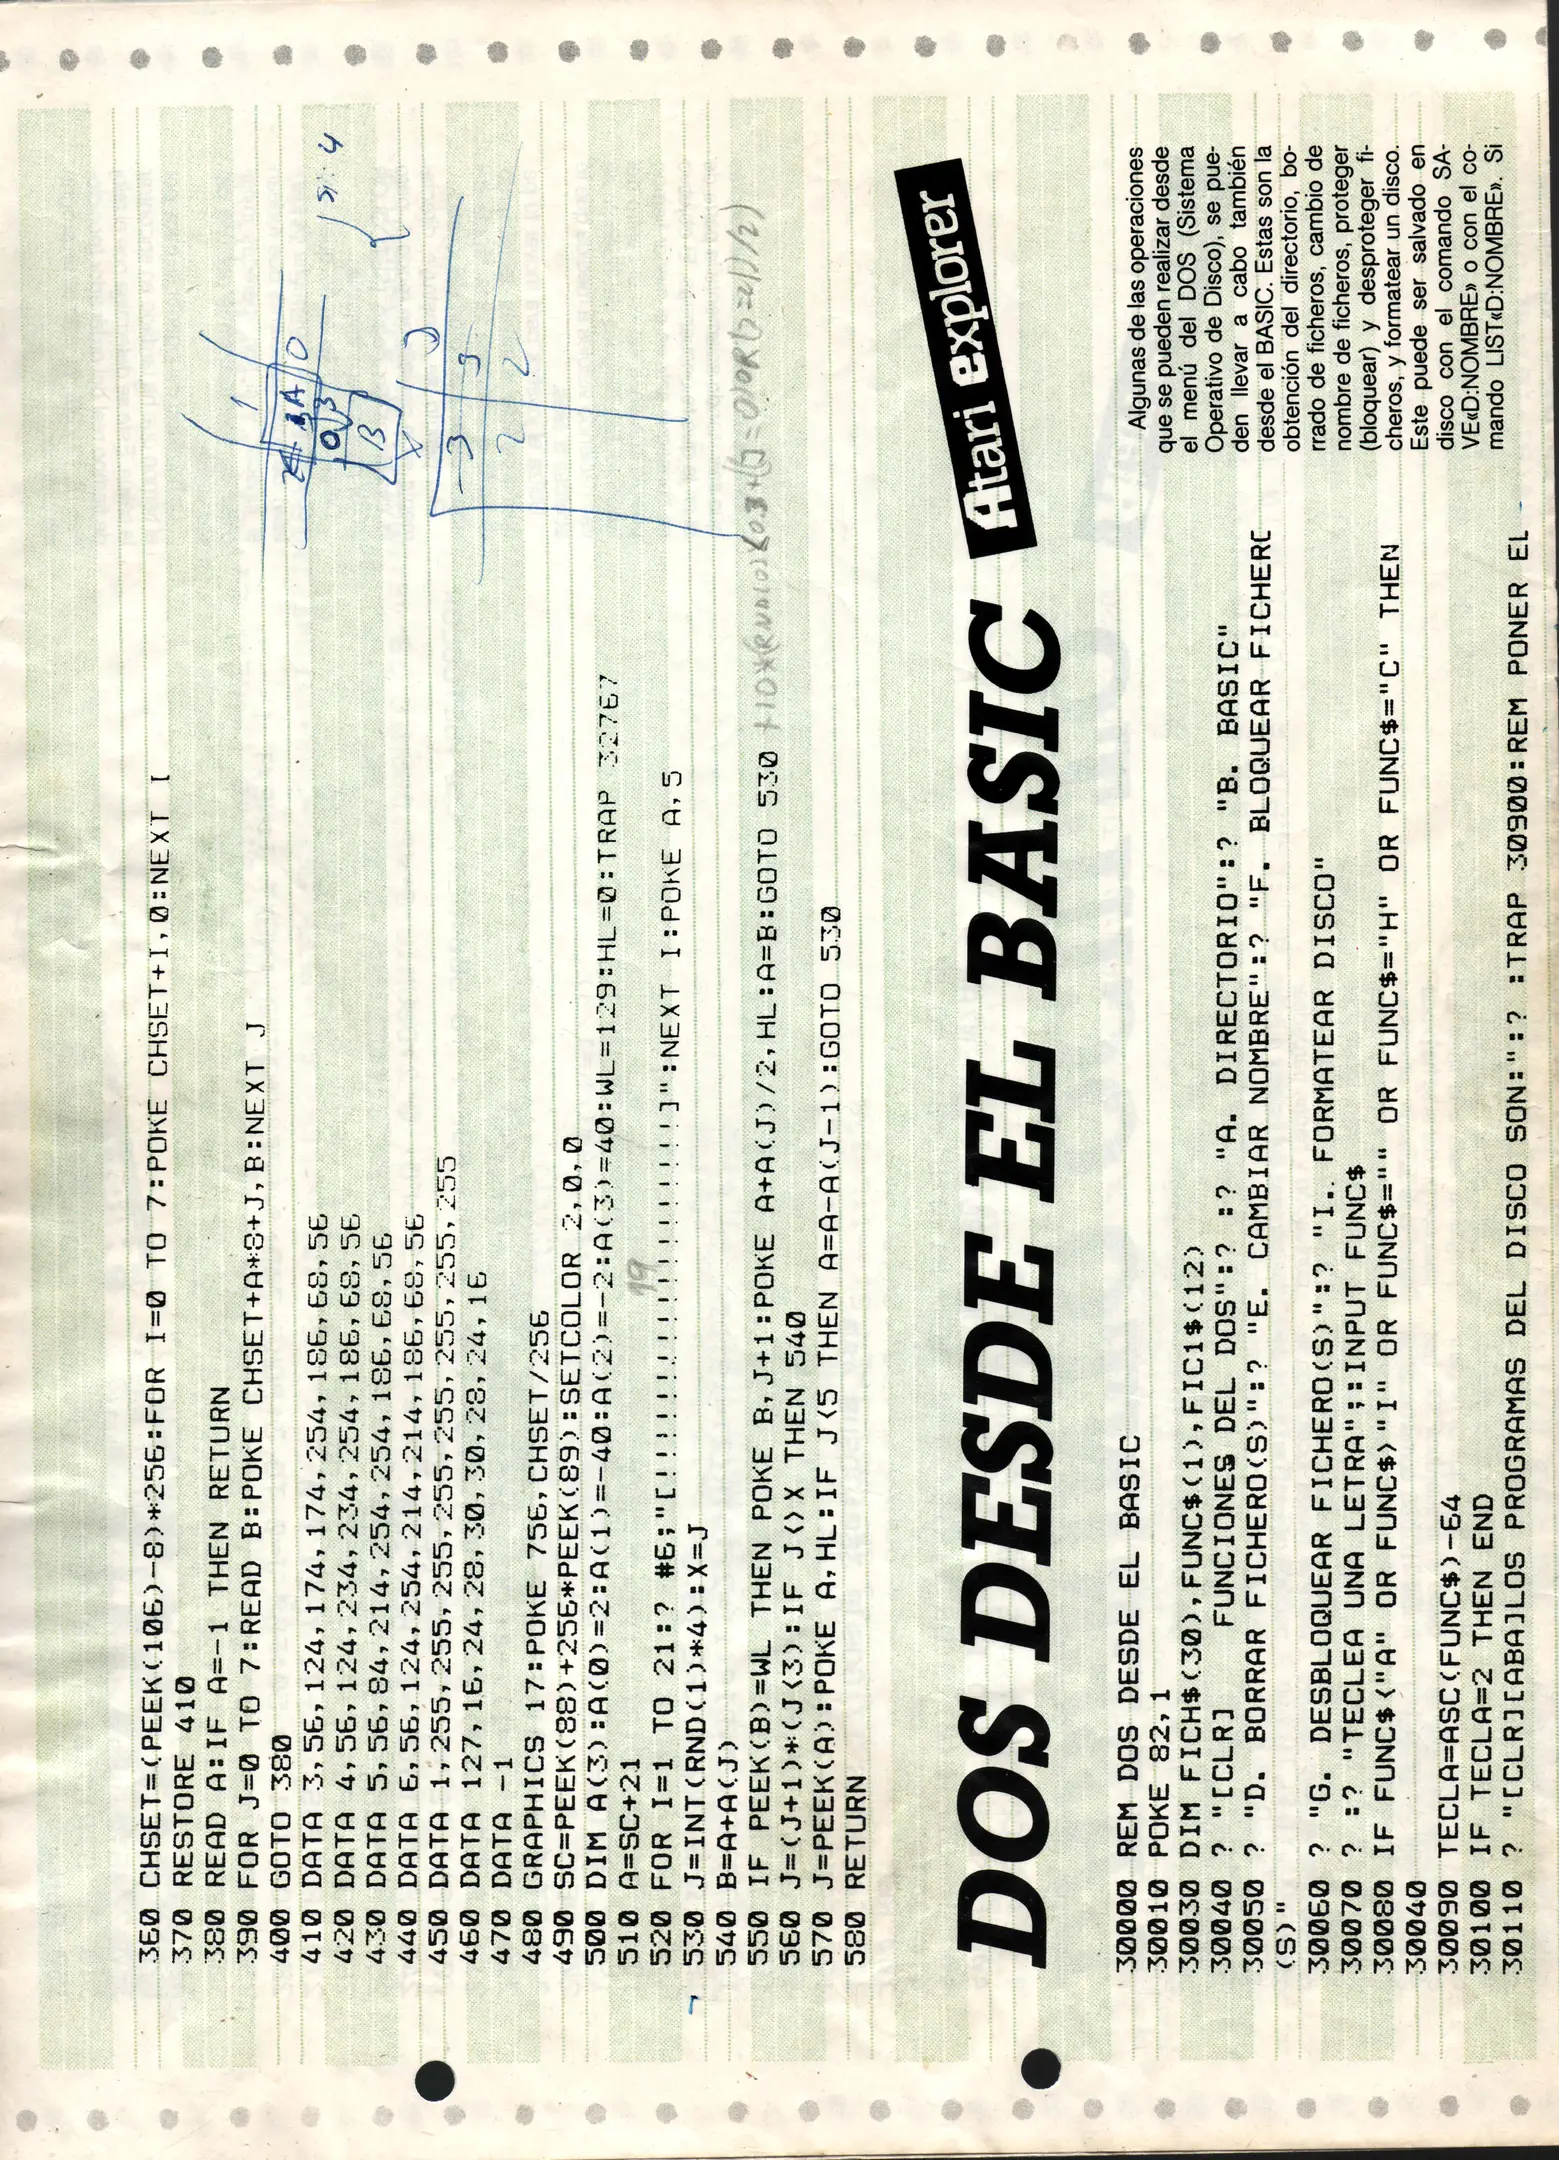 360 CHSET=(PEEK(106)-8)*256:FOR I=0 TO 7:POKE CHSET+I,0:NEXT I
370 RESTORE 410
380 READ A:IF A=-1 THEN RETURN
390 FOR J=0 TO 7:READ B:POKE CHSET+A*8+J,B:NEXT J
400 GOTO 380
410 DATA 3,56,124,174,174,254,186,68,56
420 DATA 4,56,124,234,234,254,186,68,56
430 DATA 5,56,84,214,254,254,186,68,56
440 DATA 6,56,124,254,214,214,186,68,56
450 DATA 1,255,255,255,255,255,255,255,255
460 DATA 127,16,24,28,30,30,28,24,16
470 DATA -1
480 GRAPHICS 17:POKE 756,CHSET/256
490 SC=PEEK(88)+256*PEEK(89):SETCOLOR 2,0,0
500 DIM A(3):A(0)=2:A(1)=-40:A(2)=-2:A(3)=40:WL=129:HL=0:TRAP 32767
510 A=SC+21
19
520 FOR I=1 TO 21:? #6;"[!!!!!!!!!!!!!!!!!!!]":NEXT I:POKE A,5
530 J=INT(RND(1)*4):X=J
540 B=A+A(J)
550 IF PEEK(B)=WL THEN POKE B,J+1:POKE A+A(J)/2,HL:A=B:GOTO 530
560 J=(J+1)*(J<3):IF J<>X THEN 540
570 J=PEEK(A):POKE A,HL:IF J<5 THEN A=A-A(J-1):GOTO 530
580 RETURN
DOS DESDE EL BASIC
Atari explorer
30000 REM DOS DESDE EL BASIC
30010 POKE 82,1
30030 DIM FICH$(30),FUNC$(1),FIC1$(12)
30040 ? "[CLR]   FUNCIONES DEL DOS":? :? "A. DIRECTORIO":? "B. BASIC"
30050 ? "D. BORRAR FICHERO(S)":? "E. CAMBIAR NOMBRE":? "F. BLOQUEAR FICHERO
(S)"
30060 ? "G. DESBLOQUEAR FICHERO(S)":? "I. FORMATEAR DISCO"
30070 ? :? "TECLEA UNA LETRA";:INPUT FUNC$
30080 IF FUNC$<"A" OR FUNC$>"I" OR FUNC$="" OR FUNC$="H" OR FUNC$="C" THEN
30040
30090 TECLA=ASC(FUNC$)-64
30100 IF TECLA=2 THEN END
30110 ? "[CLR][ABA]LOS PROGRAMAS DEL DISCO SON:":? :TRAP 30900:REM PONER EL
Algunas de las operaciones
que se pueden realizar desde
el menú del DOS (Sistema
Operativo de Disco), se pue-
den llevar a cabo también
desde el BASIC. Estas son la
obtención del directorio, bo-
rrado de ficheros, cambio de
nombre de ficheros, proteger
(bloquear) y desproteger fi-
cheros, y formatear un disco.
Este puede ser salvado en
disco con el comando SA-
VE«D:NOMBRE» o con el co-
mando LIST«D:NOMBRE». Si